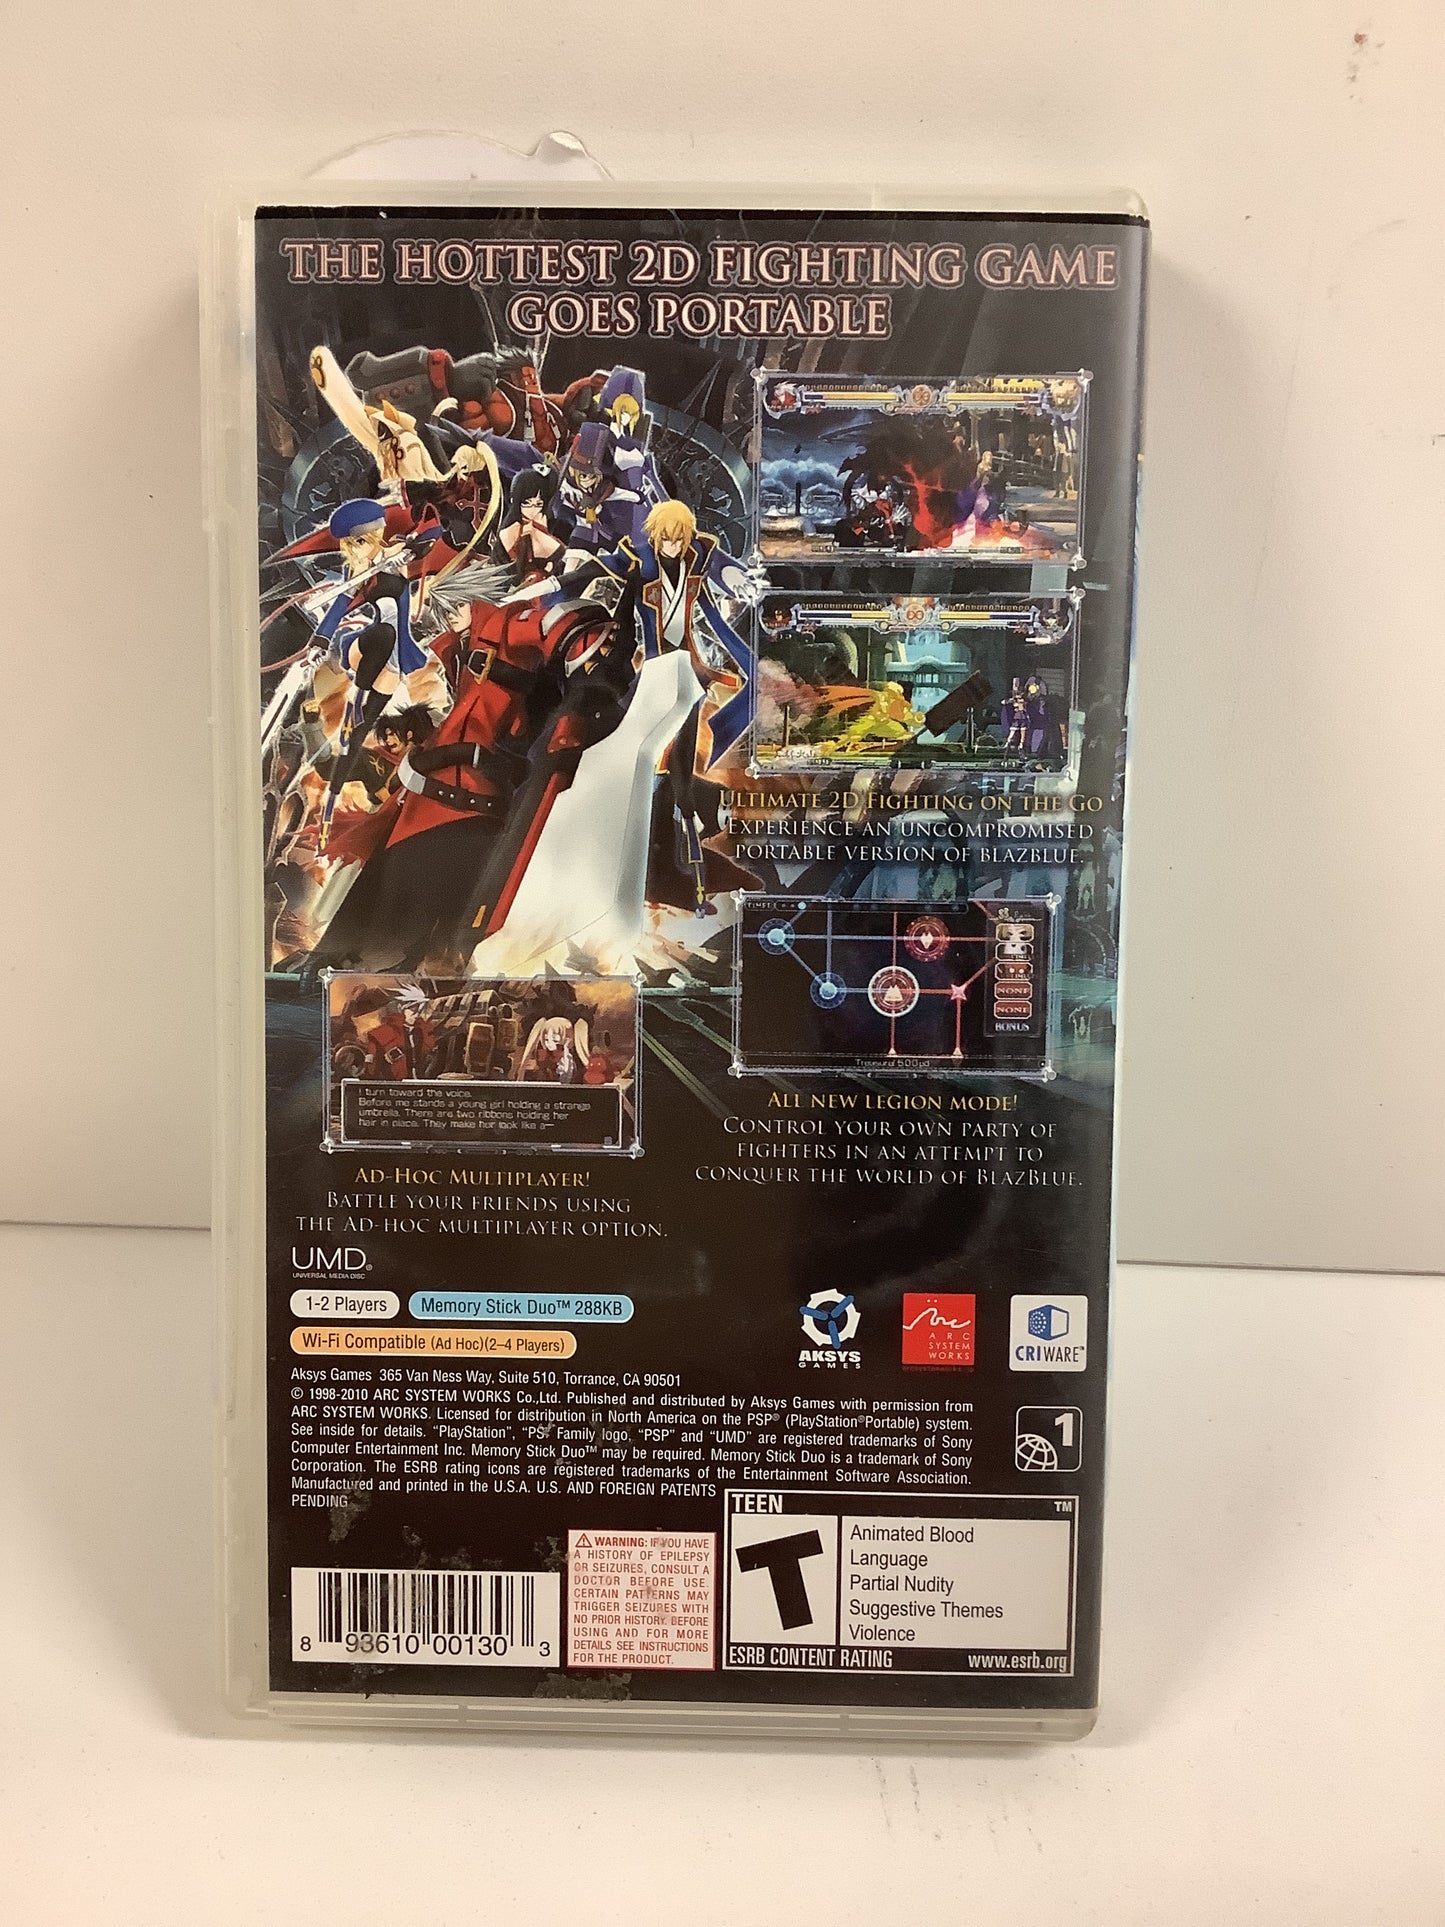 THE HOTTEST 2D FIGHTING GAME
GOES PORTABLE
ULTIMATE 2D FIGHTING ON THE GO
EXPERIENCE AN UNCOMPROMISED
PORTABLE VERSION OF BLAZBLUE.
TIME
NONE
NONE
BONUS
Treasure! 500pd
I turn toward the voice.
Before me stands a young girl holding a strange
umbrella. There are two ribbons holding her
hair in place. They make her look like a—
ALL NEW LEGION MODE!
CONTROL YOUR OWN PARTY OF
FIGHTERS IN AN ATTEMPT TO
CONQUER THE WORLD OF BLAZBLUE.
AD-HOC MULTIPLAYER!
BATTLE YOUR FRIENDS USING
THE AD-HOC MULTIPLAYER OPTION.
UMD®
UNIVERSAL MEDIA DISC
1-2 Players
Memory Stick Duo™ 288KB
Wi-Fi Compatible (Ad Hoc)(2–4 Players)
AKSYS
GAMES
ARC
SYSTEM
WORKS
CRIWARE™
Aksys Games 365 Van Ness Way, Suite 510, Torrance, CA 90501
© 1998-2010 ARC SYSTEM WORKS Co.,Ltd. Published and distributed by Aksys Games with permission from
ARC SYSTEM WORKS. Licensed for distribution in North America on the PSP® (PlayStation®Portable) system.
See inside for details. “PlayStation”, “PS” Family logo, “PSP” and “UMD” are registered trademarks of Sony
Computer Entertainment Inc. Memory Stick Duo™ may be required. Memory Stick Duo is a trademark of Sony
Corporation. The ESRB rating icons are registered trademarks of the Entertainment Software Association.
Manufactured and printed in the U.S.A. U.S. AND FOREIGN PATENTS
PENDING
1
WARNING: IF YOU HAVE
A HISTORY OF EPILEPSY
OR SEIZURES, CONSULT A
DOCTOR BEFORE USE.
CERTAIN PATTERNS MAY
TRIGGER SEIZURES WITH
NO PRIOR HISTORY. BEFORE
USING AND FOR MORE
DETAILS SEE INSTRUCTIONS
FOR THE PRODUCT.
TEEN
TM
T
Animated Blood
Language
Partial Nudity
Suggestive Themes
Violence
ESRB CONTENT RATING www.esrb.org
8 93610 00130 3